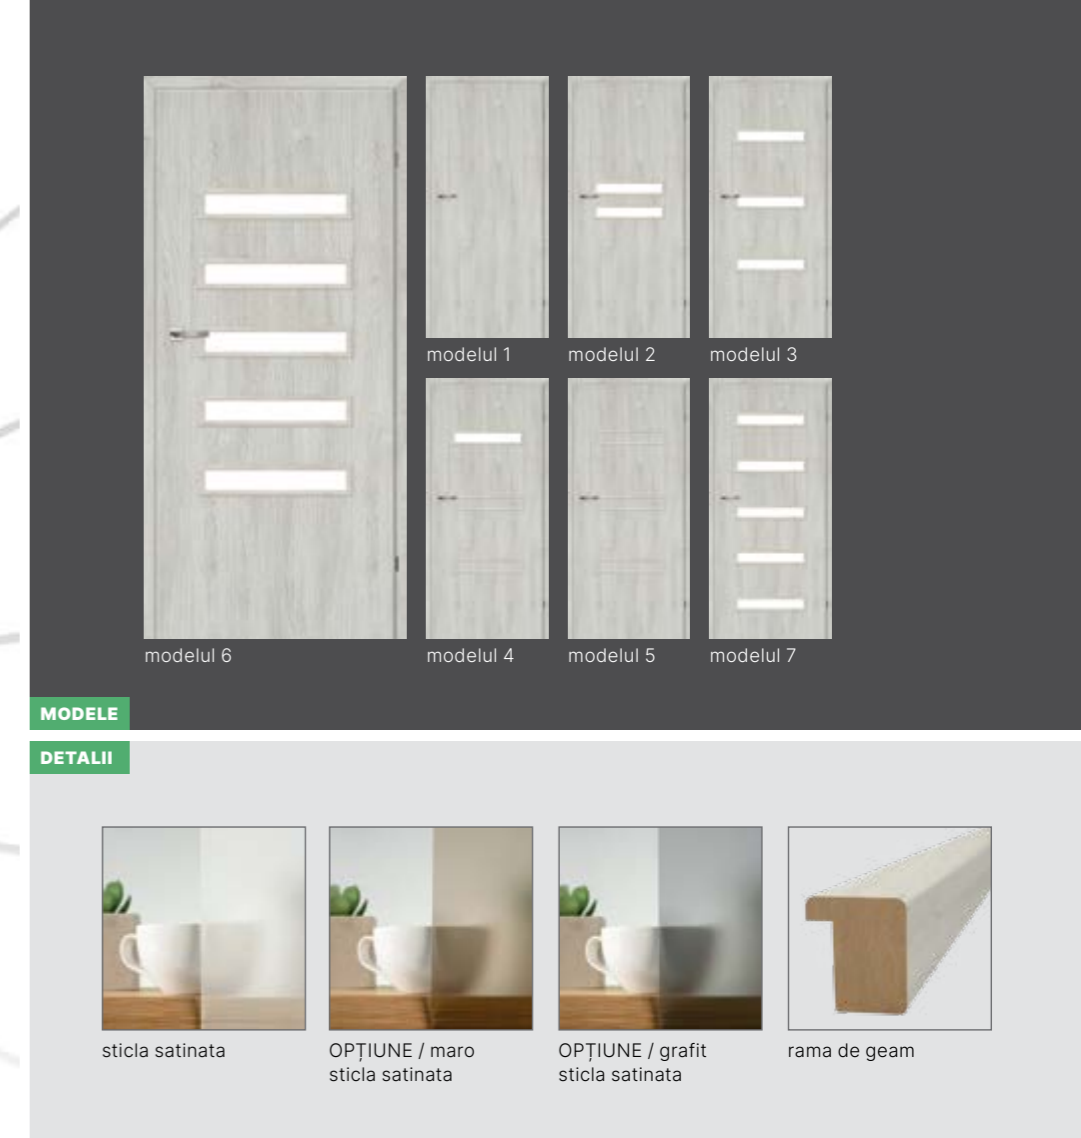 modelul 1
modelul 2
modelul 3
modelul 6
modelul 4
modelul 5
modelul 7
MODELE
DETALII
sticla satinata
OPȚIUNE / maro
sticla satinata
OPȚIUNE / grafit
sticla satinata
rama de geam